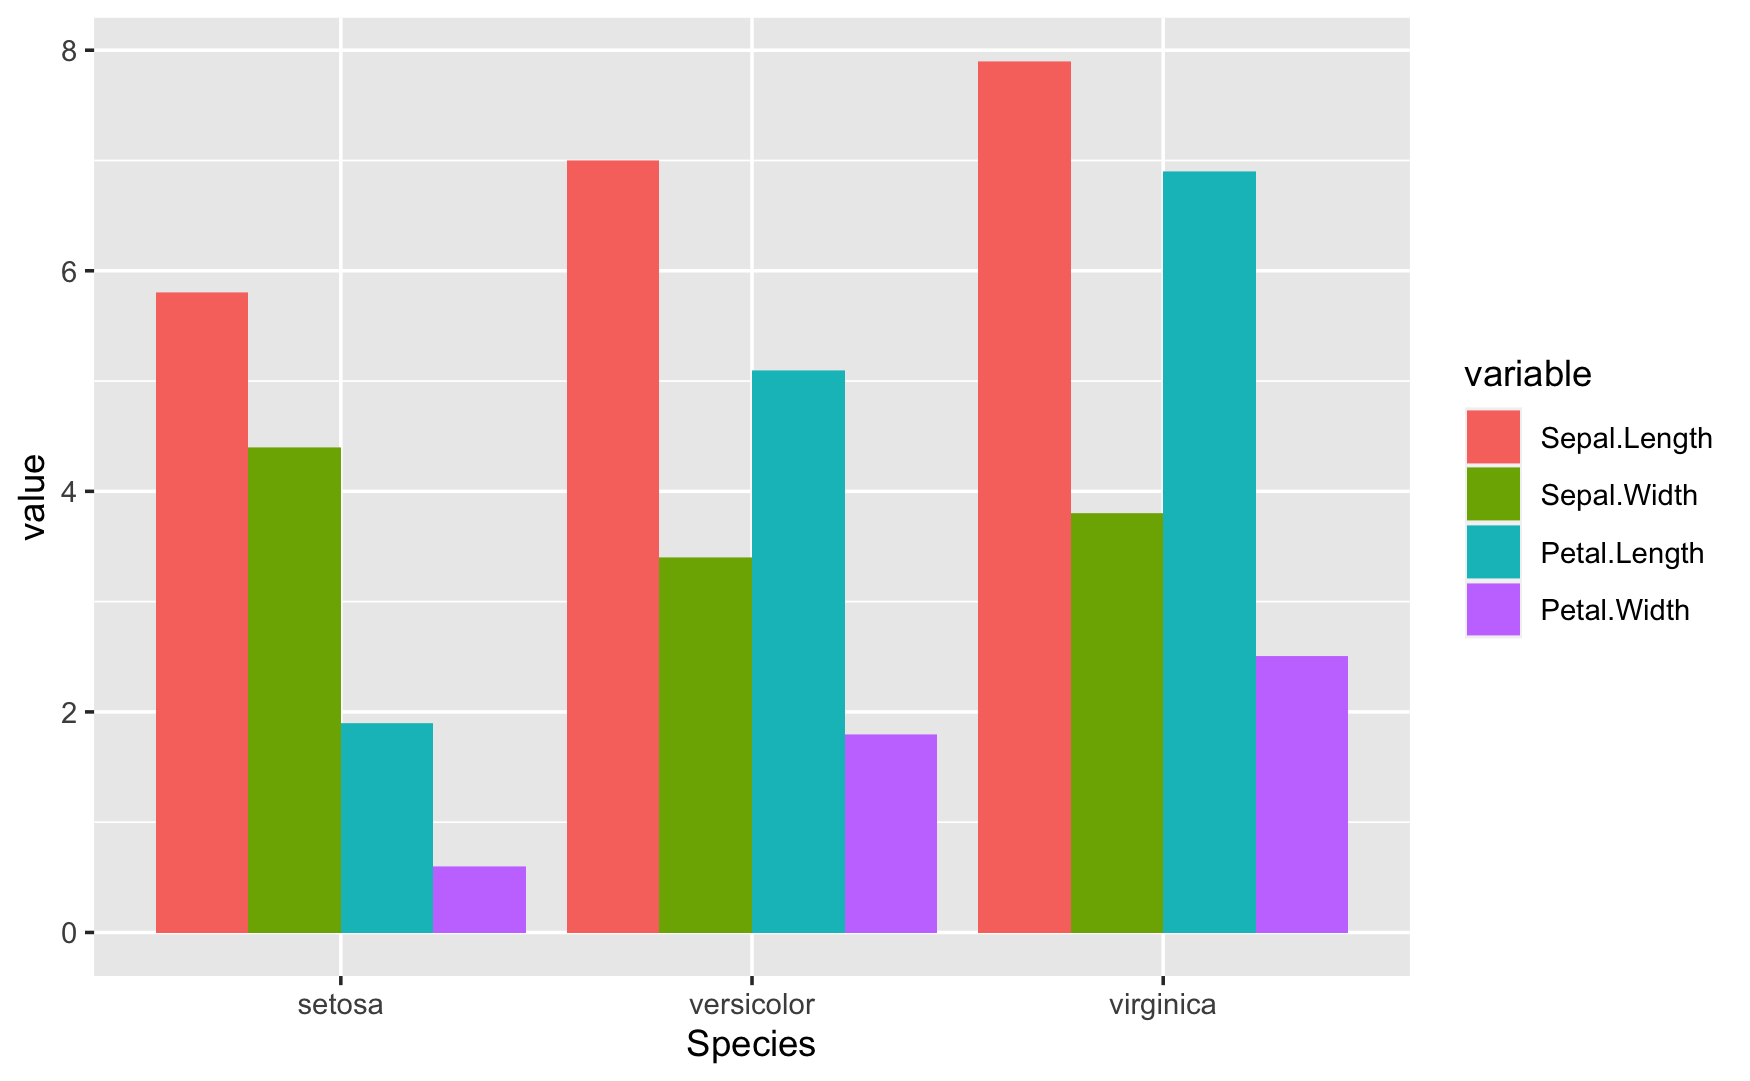 8
6
4
2
0
value
setosa
versicolor
virginica
Species
variable
Sepal.Length
Sepal.Width
Petal.Length
Petal.Width